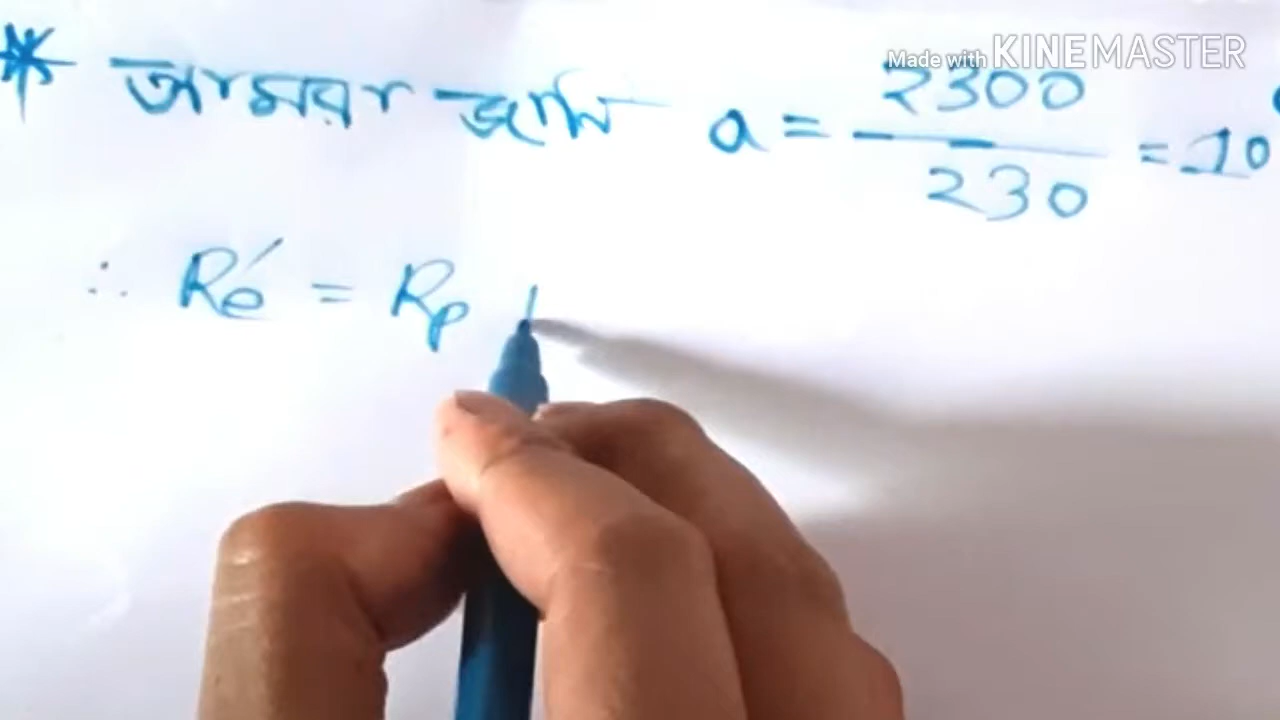 Made with KINEMASTER
* আমরা জানি a = 2300 / 230 = 10
∴ Re' = Rp